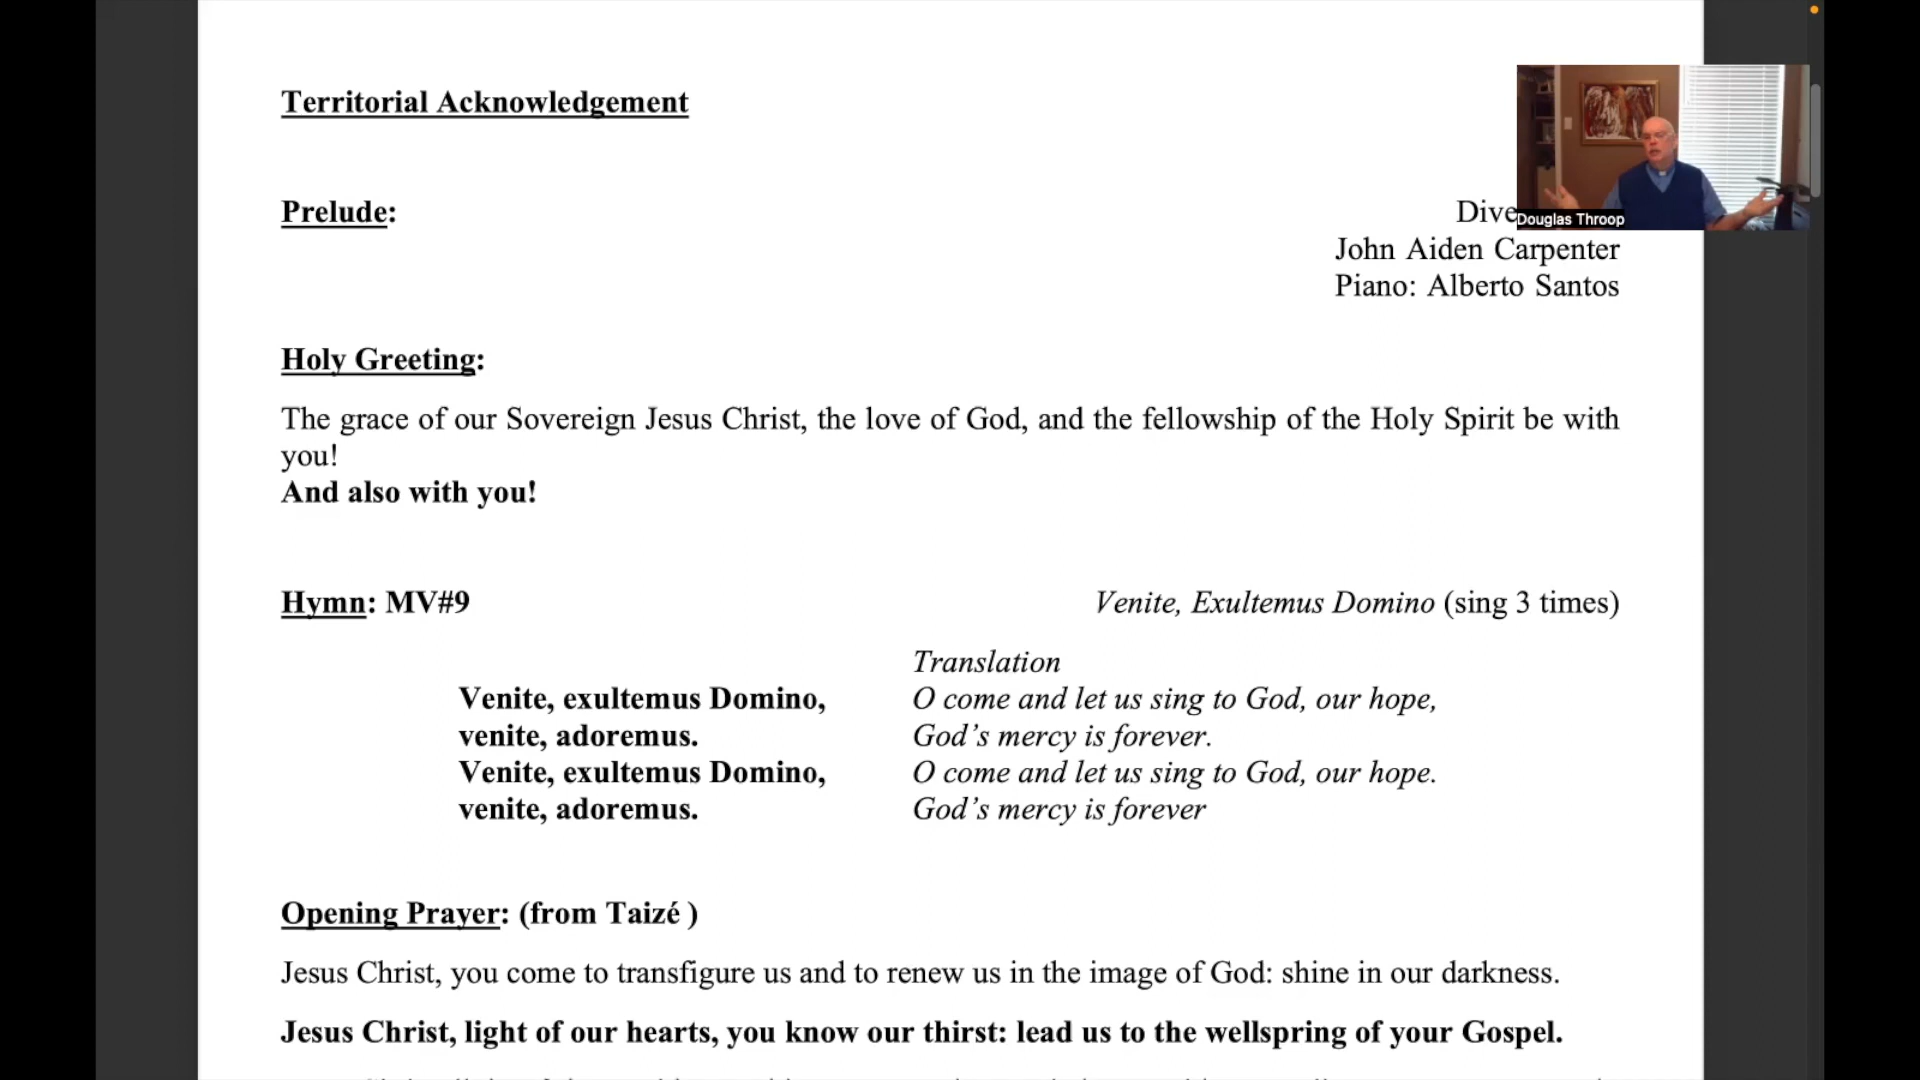 Territorial Acknowledgement
Prelude:
Dive
Douglas Throop
John Aiden Carpenter
Piano: Alberto Santos
Holy Greeting:
The grace of our Sovereign Jesus Christ, the love of God, and the fellowship of the Holy Spirit be with
you!
And also with you!
Hymn: MV#9 Venite, Exultemus Domino (sing 3 times)
Translation
Venite, exultemus Domino, O come and let us sing to God, our hope,
venite, adoremus. God’s mercy is forever.
Venite, exultemus Domino, O come and let us sing to God, our hope.
venite, adoremus. God’s mercy is forever
Opening Prayer: (from Taizé )
Jesus Christ, you come to transfigure us and to renew us in the image of God: shine in our darkness.
Jesus Christ, light of our hearts, you know our thirst: lead us to the wellspring of your Gospel.